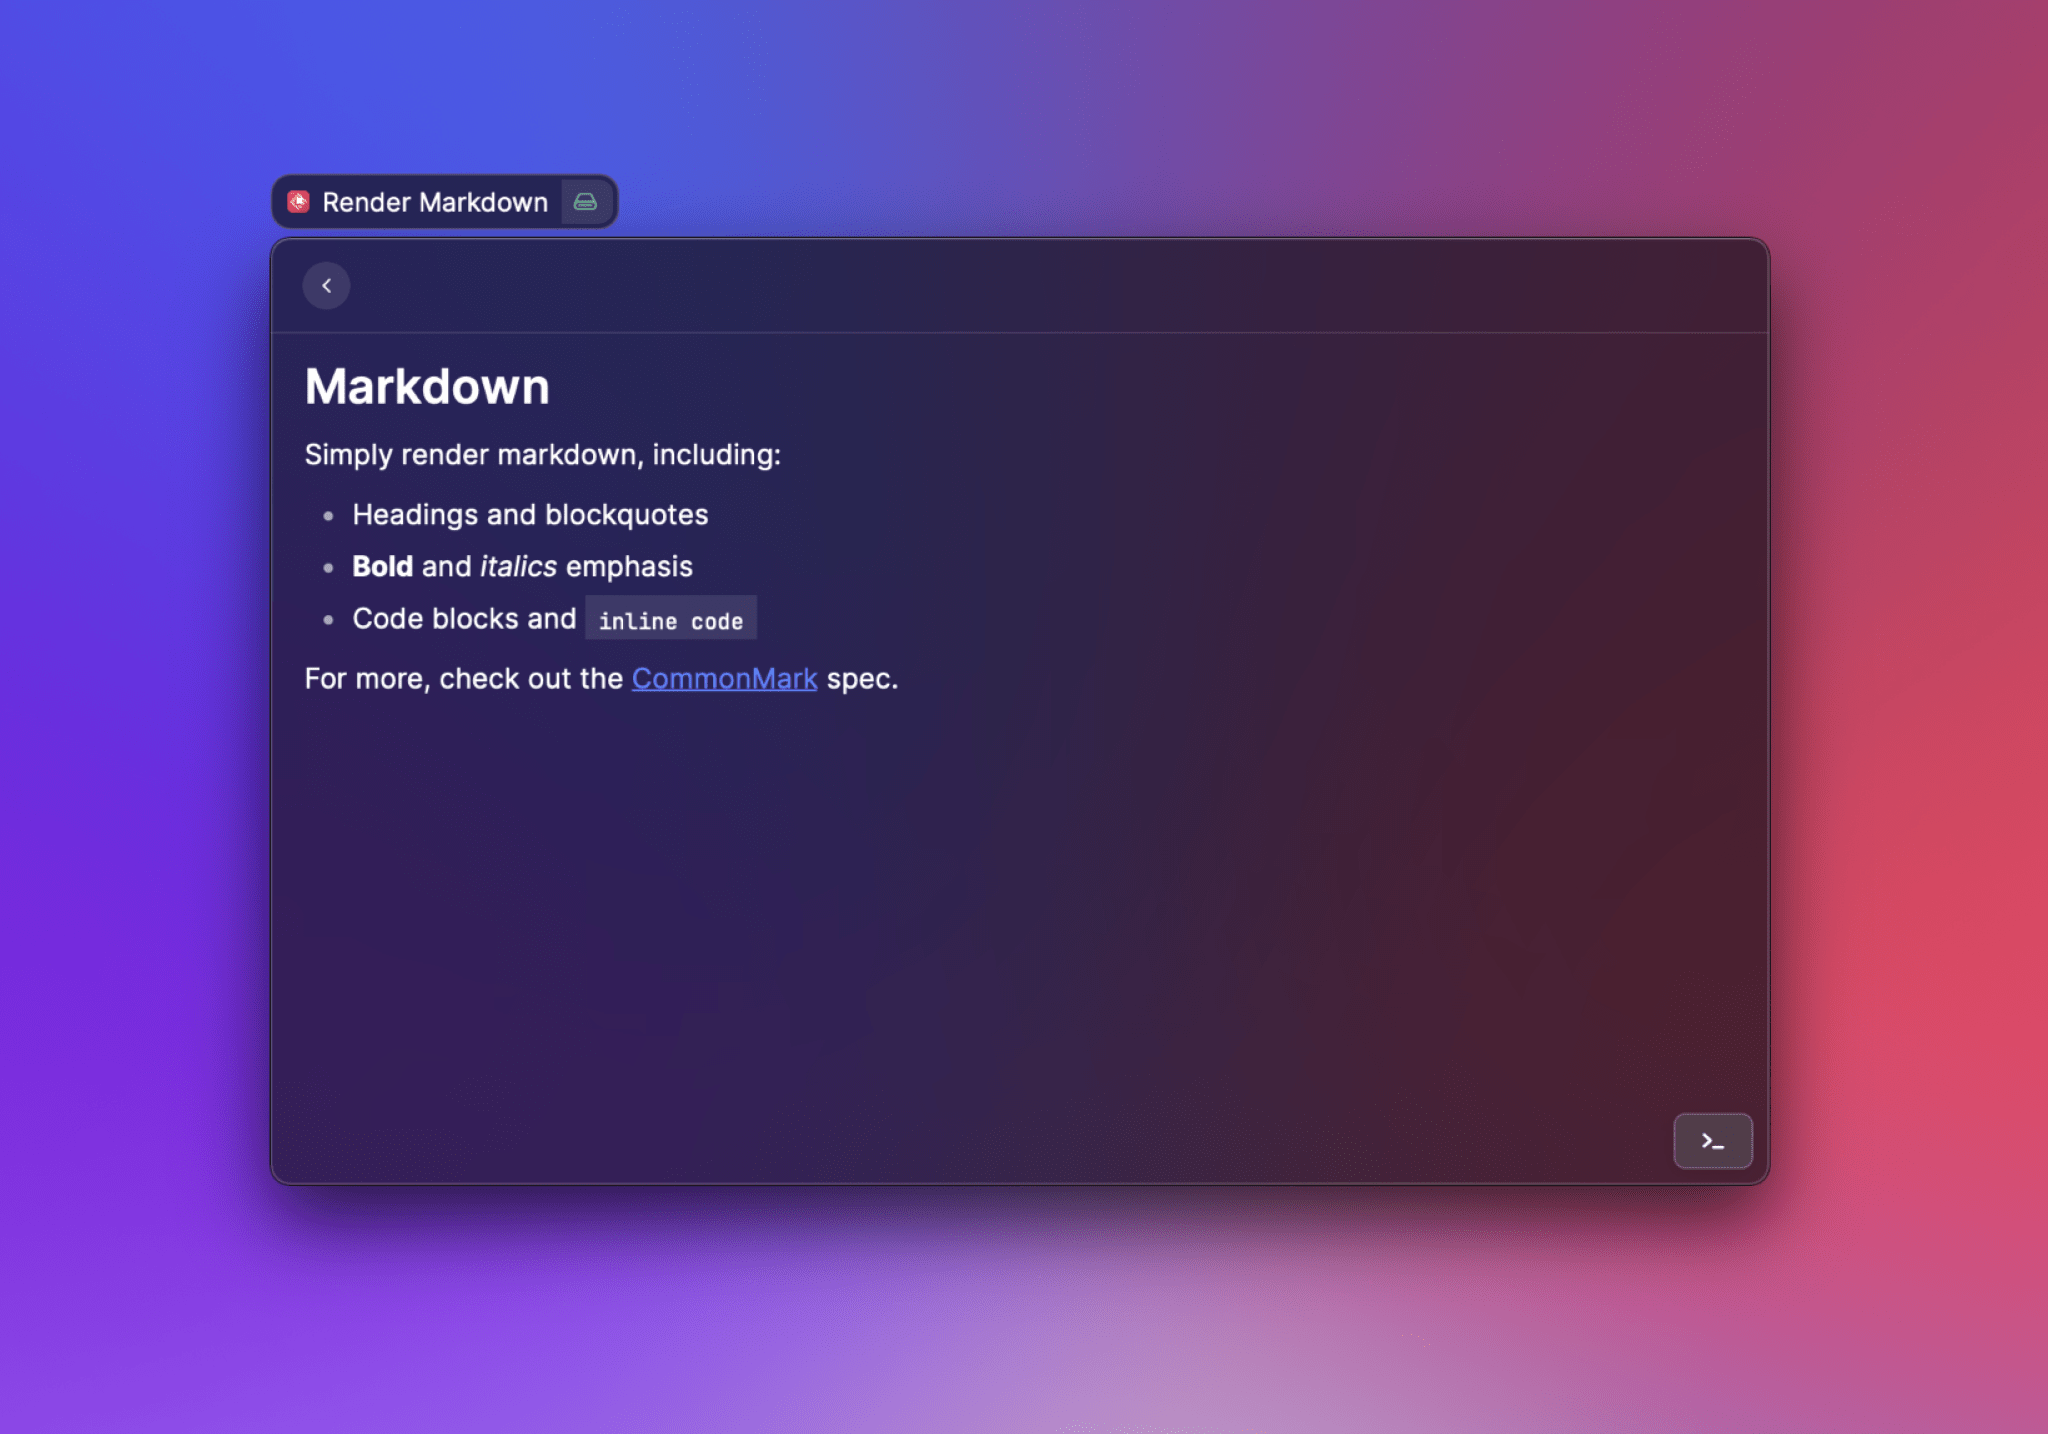 Render Markdown
Markdown
Simply render markdown, including:
• Headings and blockquotes
• Bold and italics emphasis
• Code blocks and inline code
For more, check out the CommonMark spec.
>_